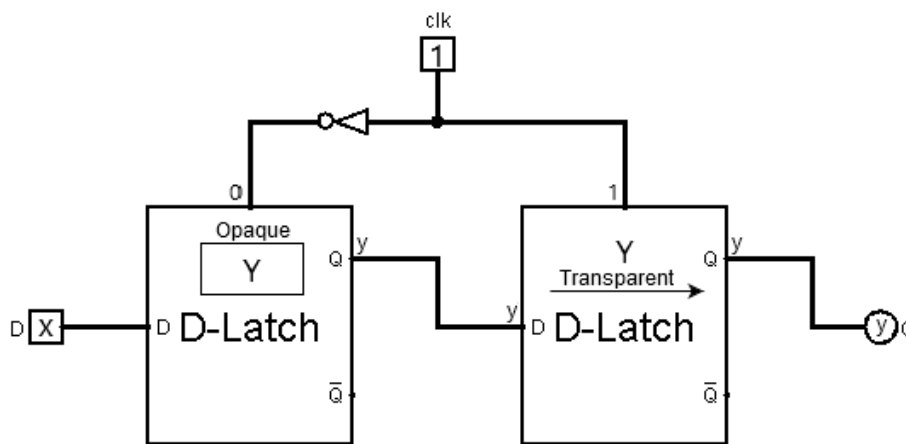 clk
1
0
1
Opaque
Y
Q
y
Y
Transparent
Q
y
D
X
D
D-Latch
y
D
D-Latch
y
Q̅
Q̅